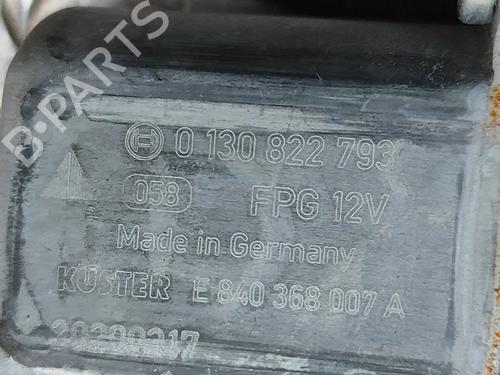 B-PARTS
0 130 822 793
058 FPG 12V
Made in Germany
KÜSTER E 840 368 007 A